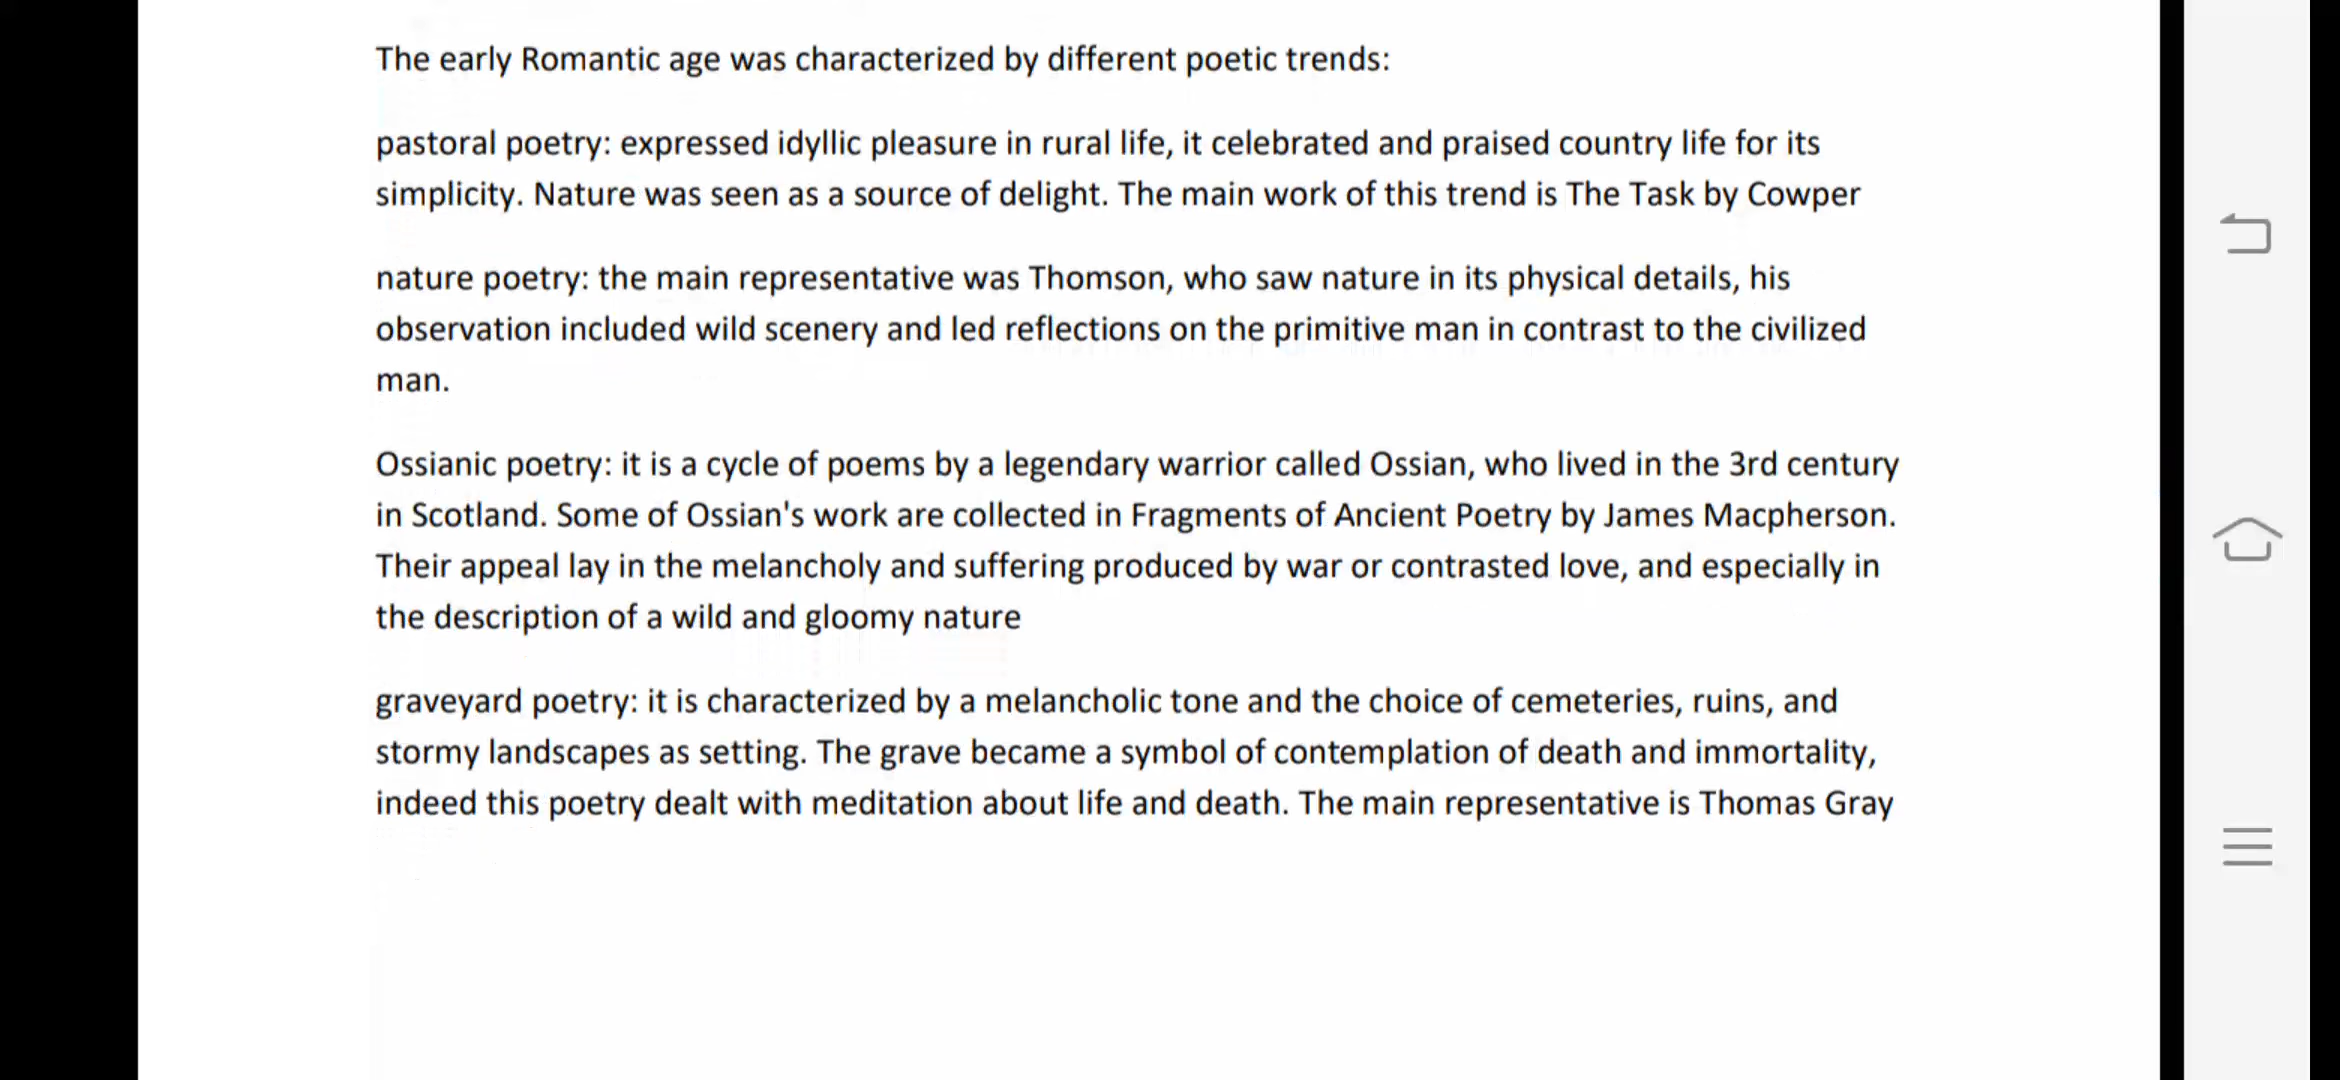 The early Romantic age was characterized by different poetic trends:
pastoral poetry: expressed idyllic pleasure in rural life, it celebrated and praised country life for its
simplicity. Nature was seen as a source of delight. The main work of this trend is The Task by Cowper
nature poetry: the main representative was Thomson, who saw nature in its physical details, his
observation included wild scenery and led reflections on the primitive man in contrast to the civilized
man.
Ossianic poetry: it is a cycle of poems by a legendary warrior called Ossian, who lived in the 3rd century
in Scotland. Some of Ossian's work are collected in Fragments of Ancient Poetry by James Macpherson.
Their appeal lay in the melancholy and suffering produced by war or contrasted love, and especially in
the description of a wild and gloomy nature
graveyard poetry: it is characterized by a melancholic tone and the choice of cemeteries, ruins, and
stormy landscapes as setting. The grave became a symbol of contemplation of death and immortality,
indeed this poetry dealt with meditation about life and death. The main representative is Thomas Gray